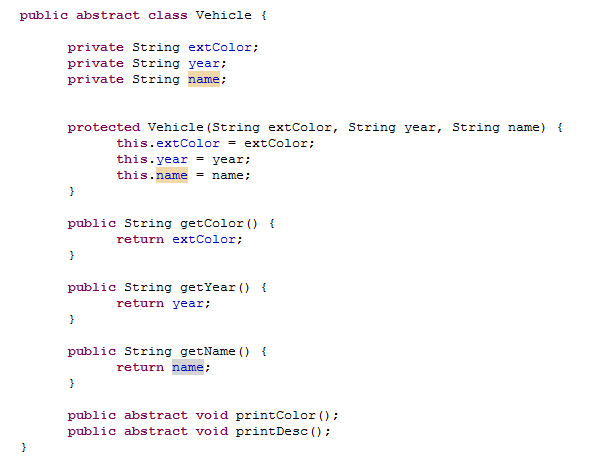 public abstract class Vehicle {
private String extColor;
private String year;
private String name;
protected Vehicle(String extColor, String year, String name) {
this.extColor = extColor;
this.year = year;
this.name = name;
}
public String getColor() {
return extColor;
}
public String getYear() {
return year;
}
public String getName() {
return name;
}
public abstract void printColor();
public abstract void printDesc();
}